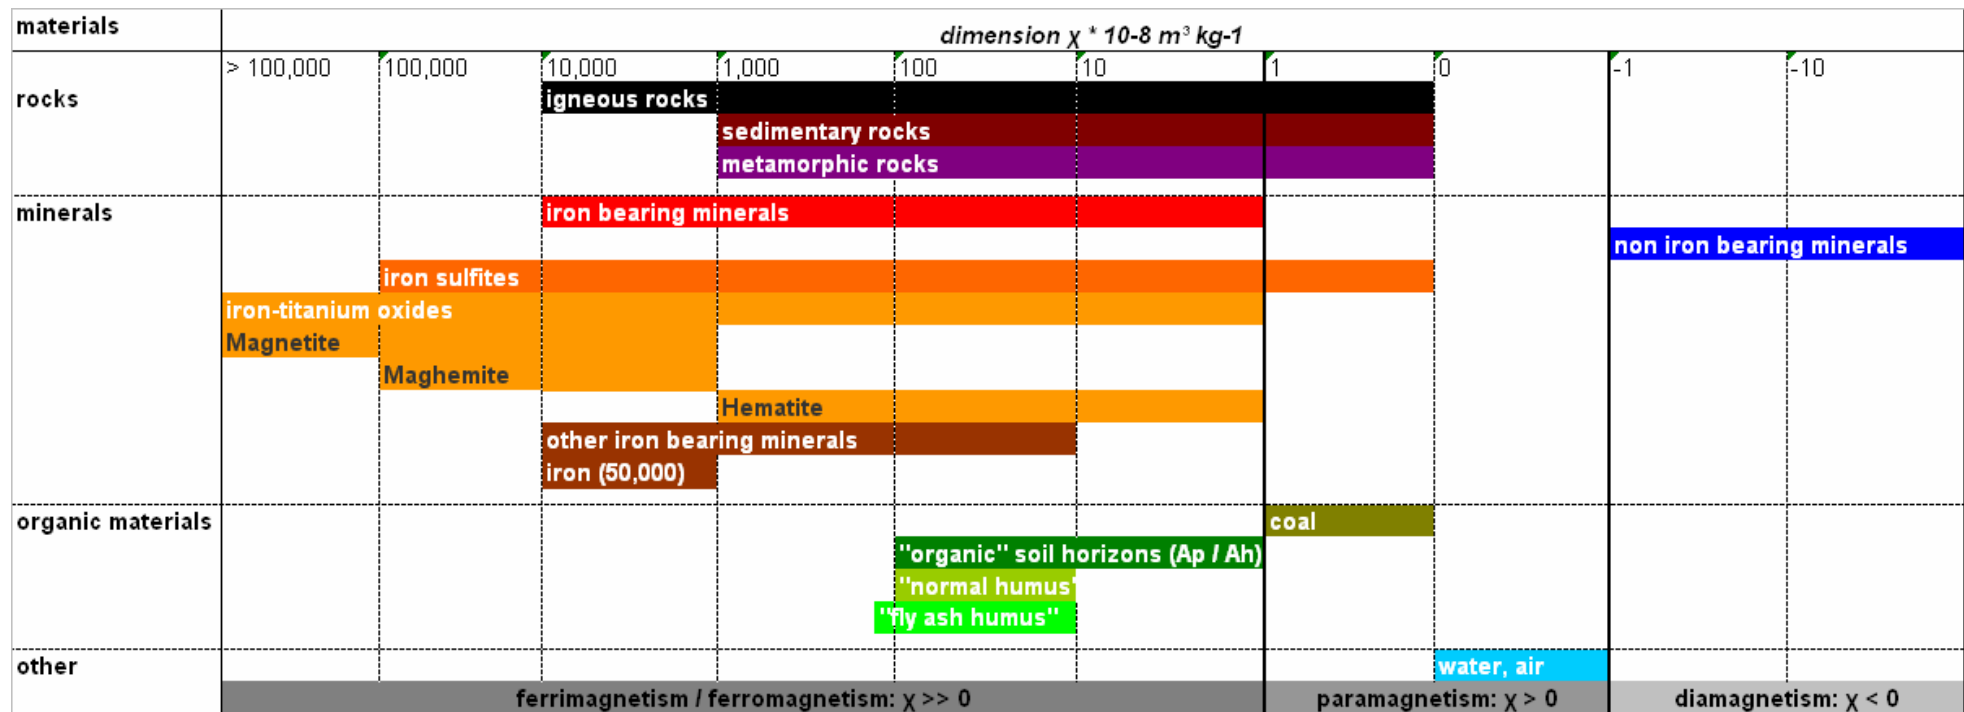 materials
dimension χ * 10-8 m³ kg-1
> 100,000 100,000 10,000 1,000 100 10 1 0 -1 -10
rocks
igneous rocks
sedimentary rocks
metamorphic rocks
minerals
iron bearing minerals
non iron bearing minerals
iron sulfites
iron-titanium oxides
Magnetite
Maghemite
Hematite
other iron bearing minerals
iron (50,000)
organic materials
coal
"organic" soil horizons (Ap / Ah)
"normal humus"
"fly ash humus"
other
water, air
ferrimagnetism / ferromagnetism: χ >> 0
paramagnetism: χ > 0
diamagnetism: χ < 0